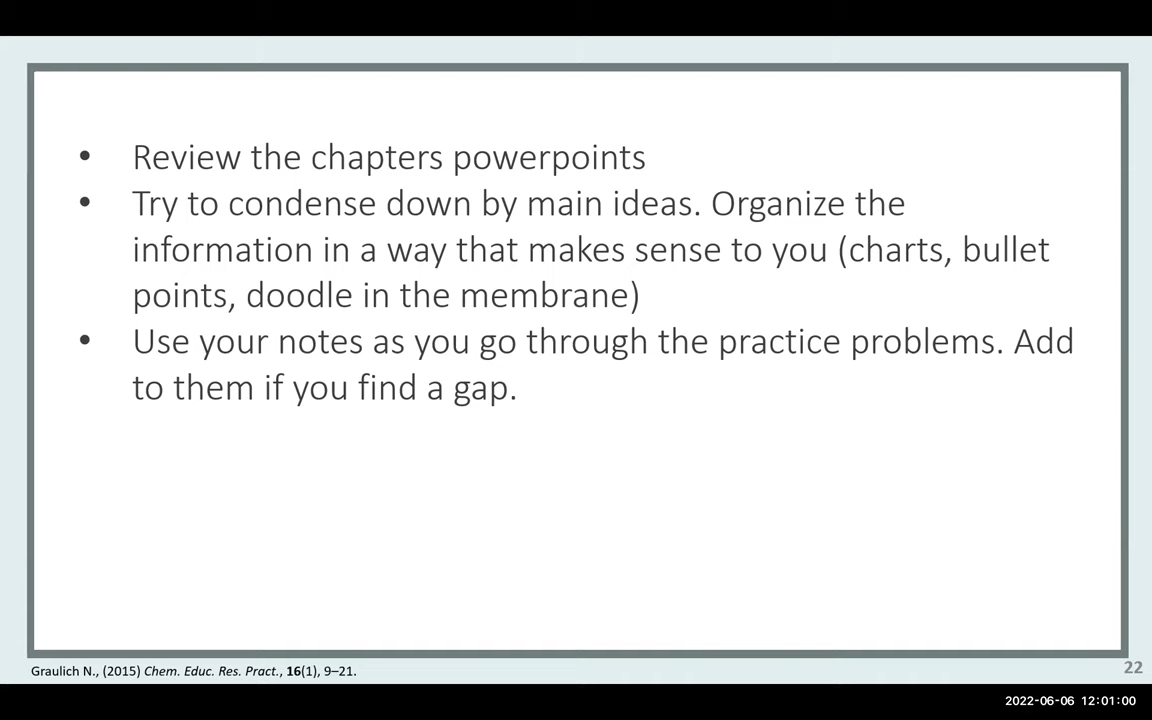 • Review the chapters powerpoints
• Try to condense down by main ideas. Organize the
information in a way that makes sense to you (charts, bullet
points, doodle in the membrane)
• Use your notes as you go through the practice problems. Add
to them if you find a gap.
Graulich N., (2015) Chem. Educ. Res. Pract., 16(1), 9–21.
22
2022-06-06 12:01:00